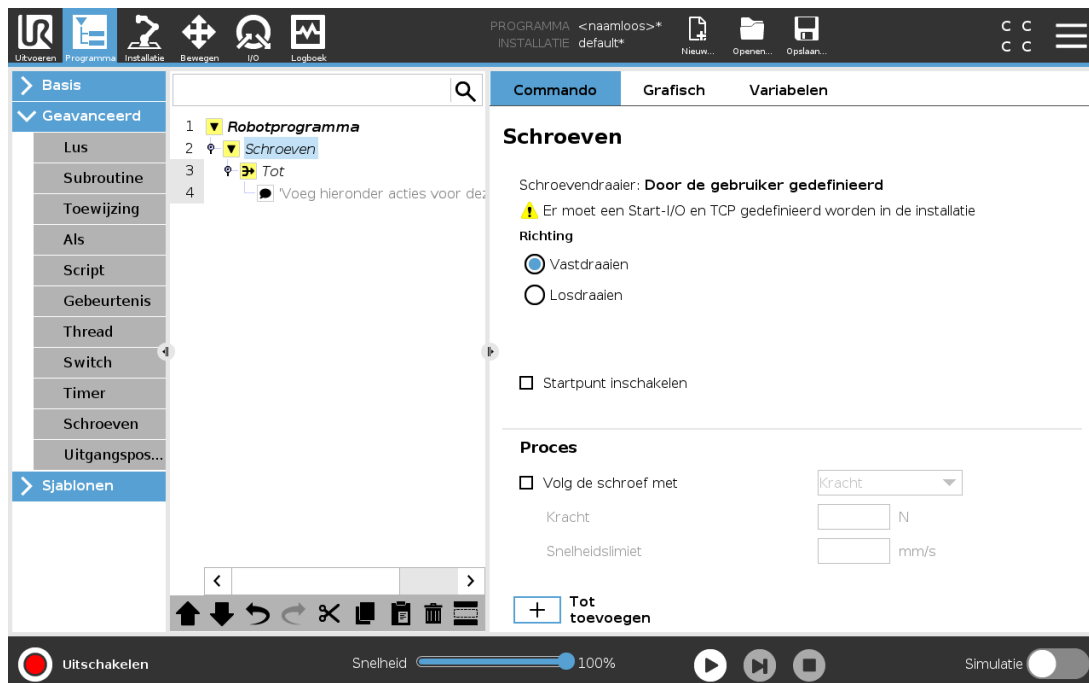 PROGRAMMA <naamloos>*
INSTALLATIE default*
Uitvoeren
Programma
Installatie
Bewegen
I/O
Logboek
Nieuw...
Openen...
Opslaan...
C C
C C
Basis
Geavanceerd
Lus
Subroutine
Toewijzing
Als
Script
Gebeurtenis
Thread
Switch
Timer
Schroeven
Uitgangspos...
Sjablonen
1 Robotprogramma
2 Schroeven
3 Tot
4 'Voeg hieronder acties voor dez
Commando
Grafisch
Variabelen
Schroeven
Schroevendraaier: Door de gebruiker gedefinieerd
Er moet een Start-I/O en TCP gedefinieerd worden in de installatie
Richting
Vastdraaien
Losdraaien
Startpunt inschakelen
Proces
Volg de schroef met
Kracht
Kracht
N
Snelheidslimiet
mm/s
Tot
toevoegen
Uitschakelen
Snelheid
100%
Simulatie